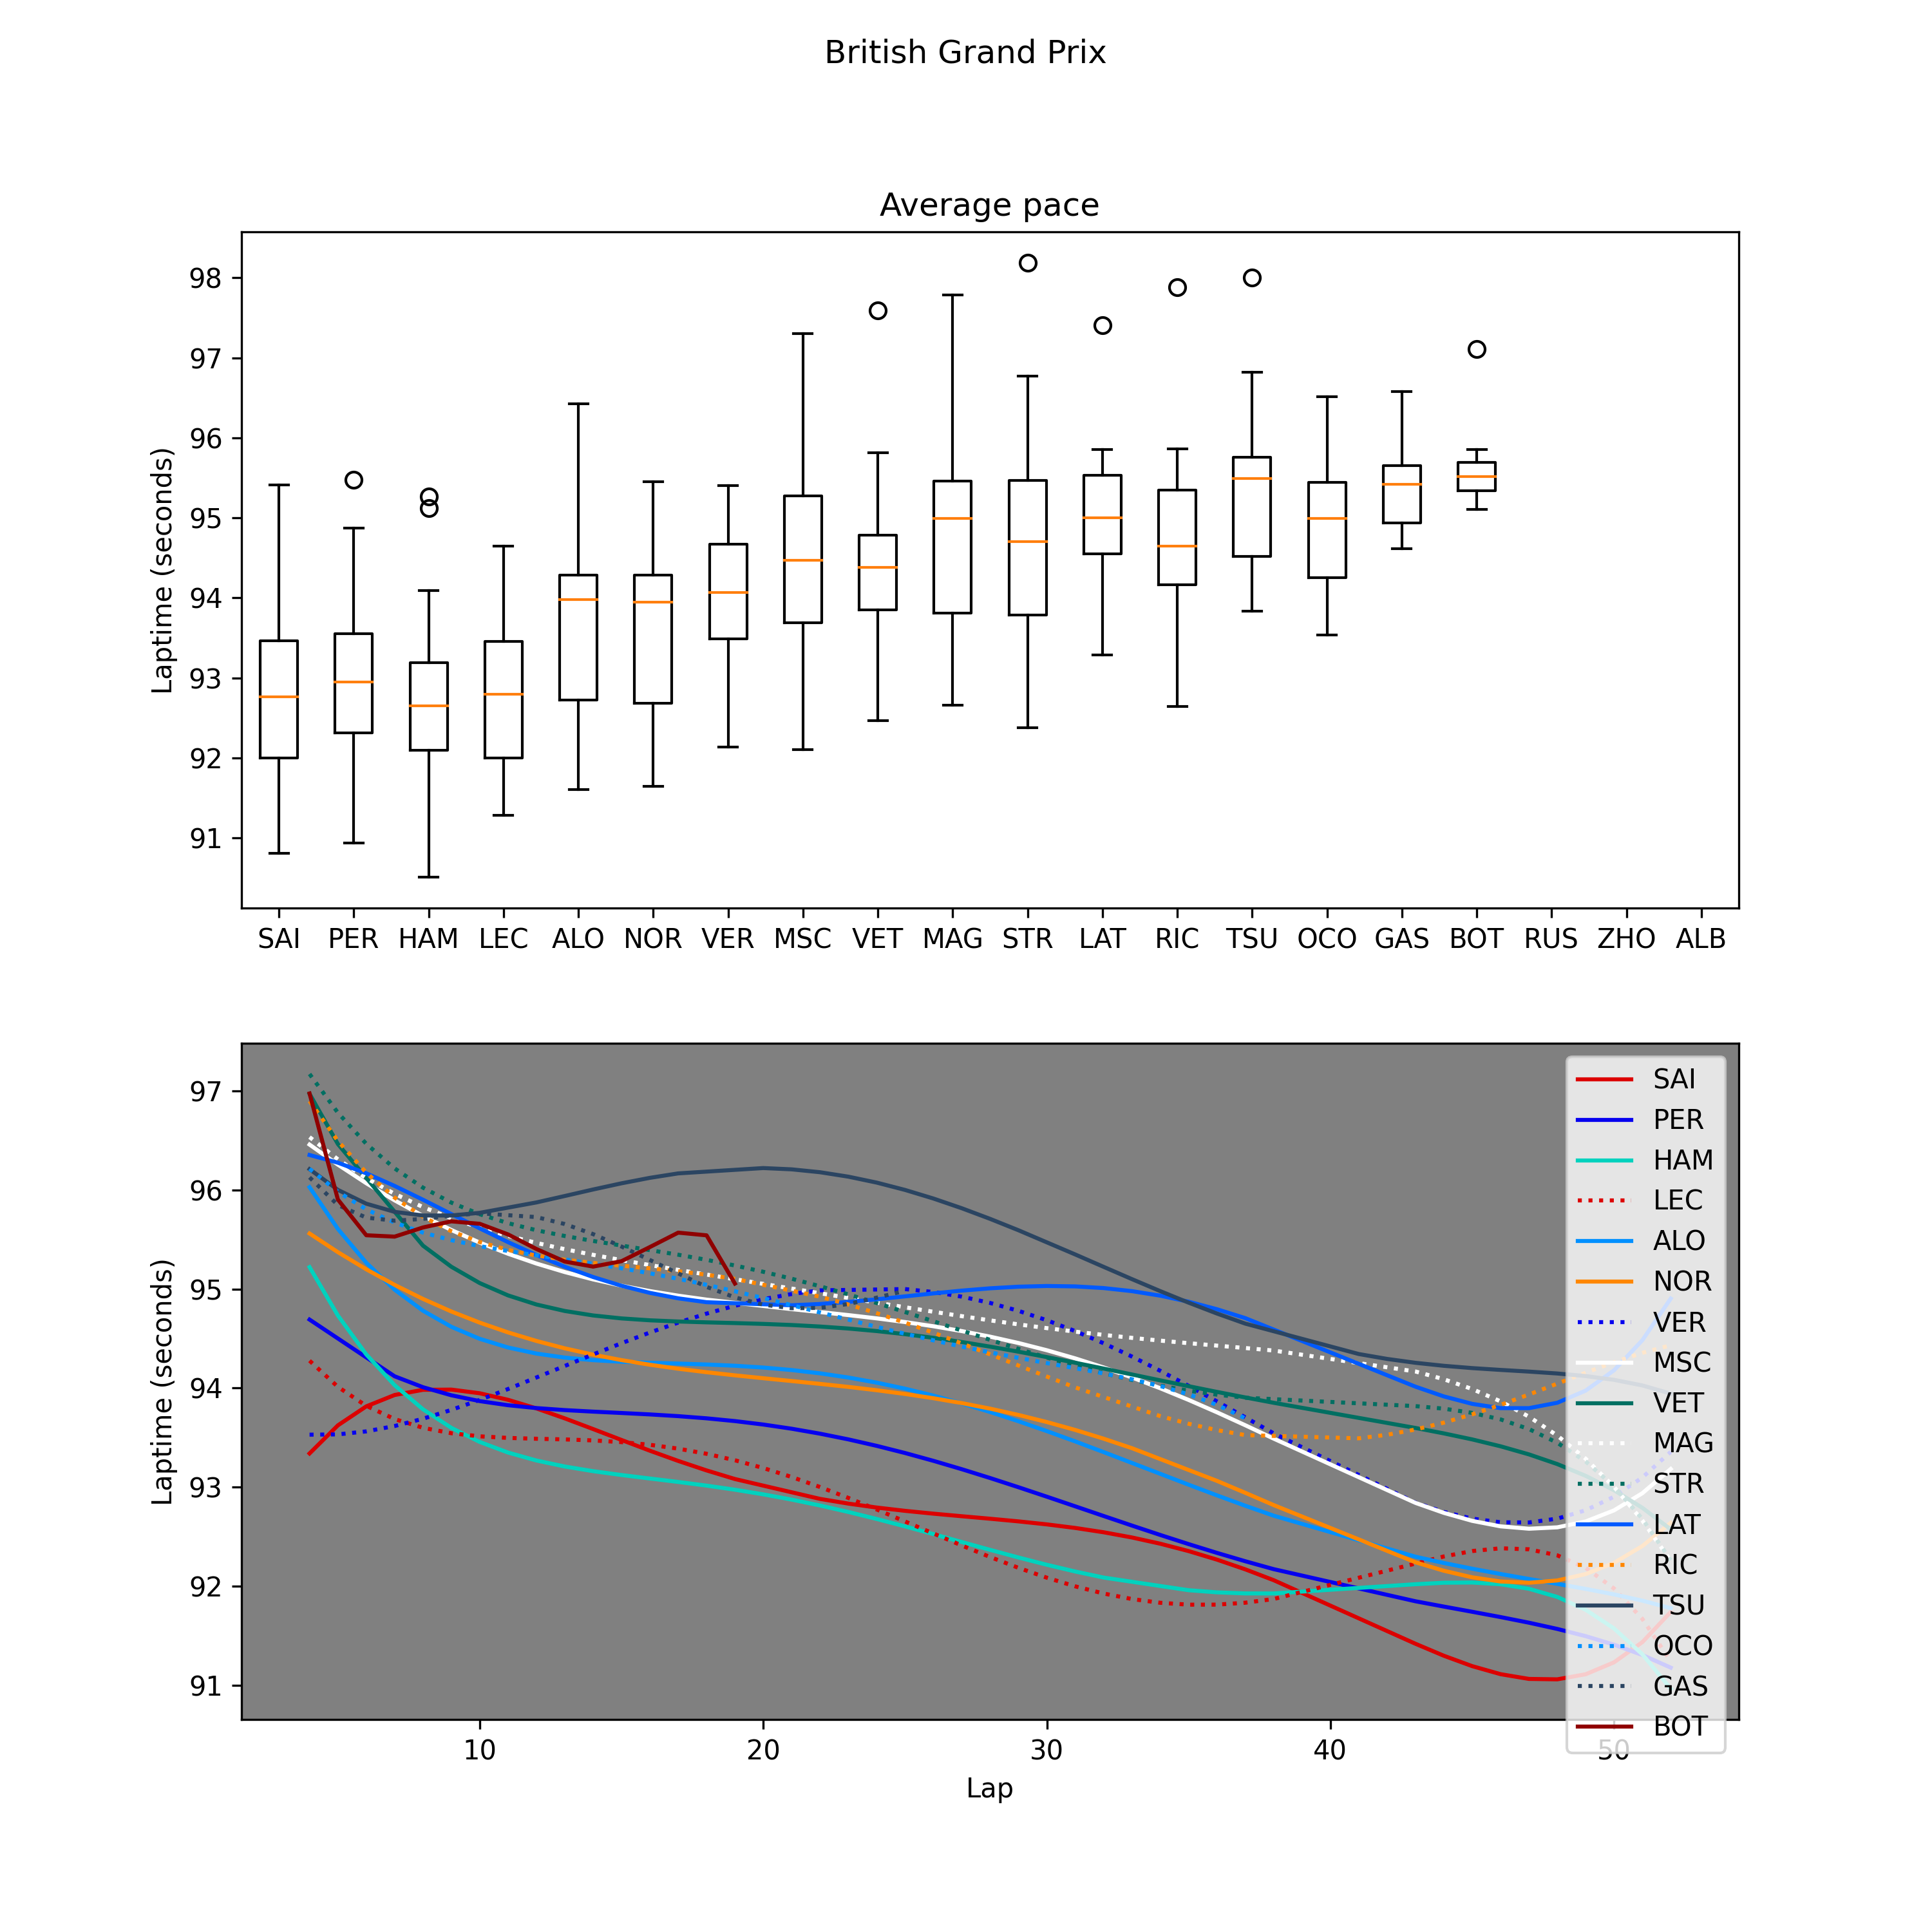 British Grand Prix
Average pace
98
97
96
95
94
93
92
91
Laptime (seconds)
SAI PER HAM LEC ALO NOR VER MSC VET MAG STR LAT RIC TSU OCO GAS BOT RUS ZHO ALB
97
96
95
94
93
92
91
Laptime (seconds)
SAI
PER
HAM
LEC
ALO
NOR
VER
MSC
VET
MAG
STR
LAT
RIC
TSU
OCO
GAS
BOT
10 20 30 40 50
Lap